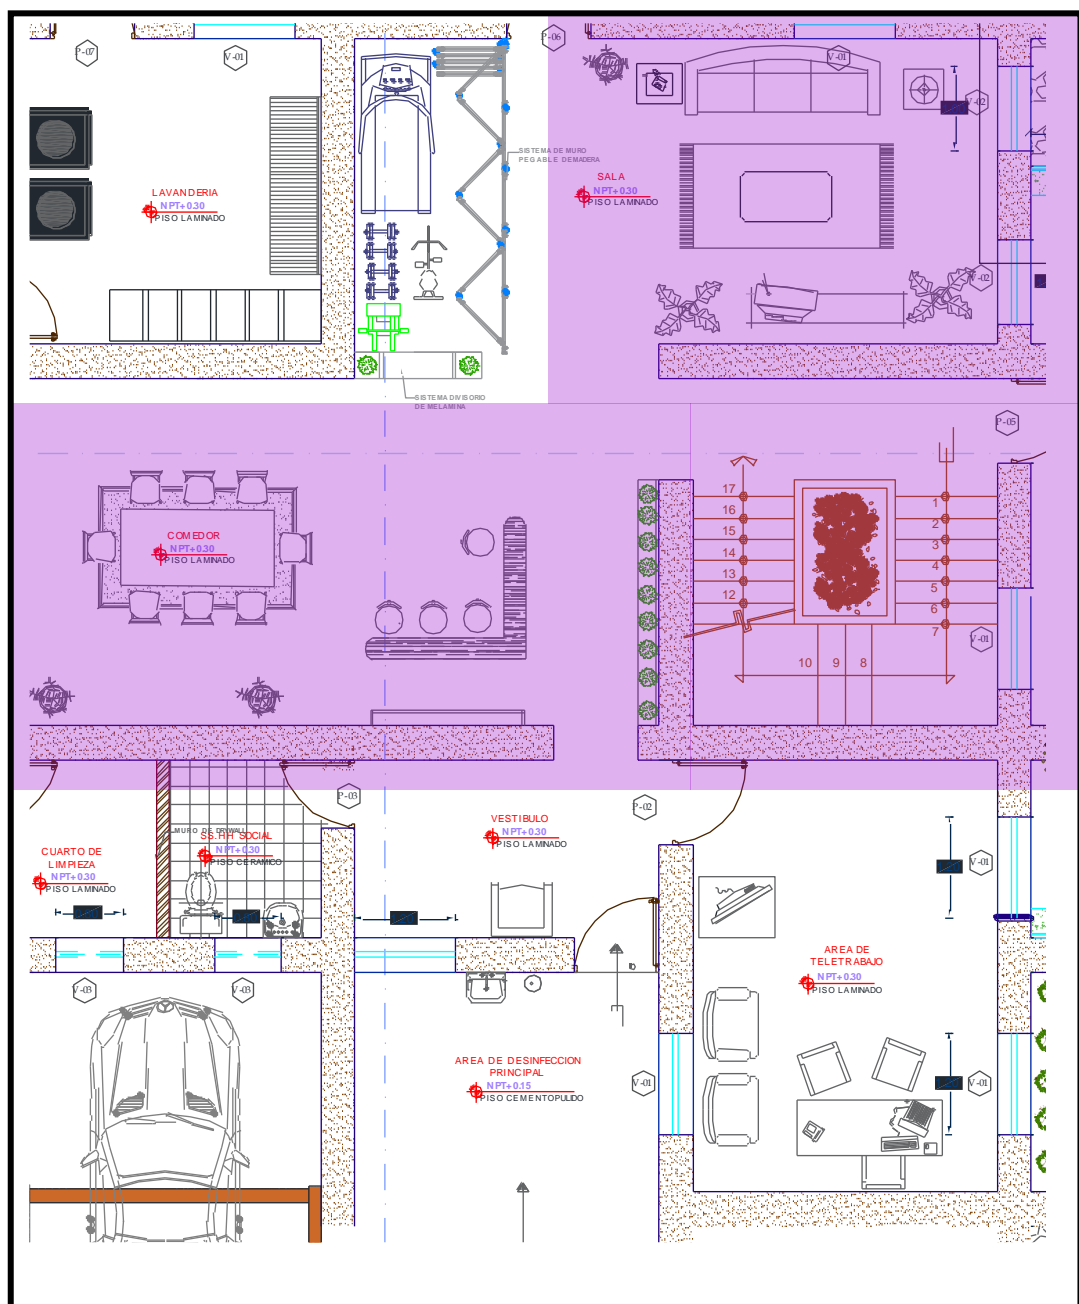 P-07
V-01
P-06
V-01
V-02
SISTEMA DE MURO
PEGABLE DE MADERA
LAVANDERIA
NPT+0.30
PISO LAMINADO
SALA
NPT+0.30
PISO LAMINADO
V-02
SISTEMA DIVISORIO
DE MELAMINA
P-05
17
16
15
14
13
12
1
2
3
4
5
6
7
10
9
8
V-01
COMEDOR
NPT+0.30
PISO LAMINADO
P-03
P-02
MURO DE DRYWALL
SS.HH SOCIAL
NPT+0.30
PISO CERAMICO
VESTIBULO
NPT+0.30
PISO LAMINADO
CUARTO DE
LIMPIEZA
NPT+0.30
PISO LAMINADO
V-01
AREA DE
TELETRABAJO
NPT+0.30
PISO LAMINADO
V-03
V-03
AREA DE DESINFECCION
PRINCIPAL
NPT+0.15
PISO CEMENTOPULIDO
V-01
V-01